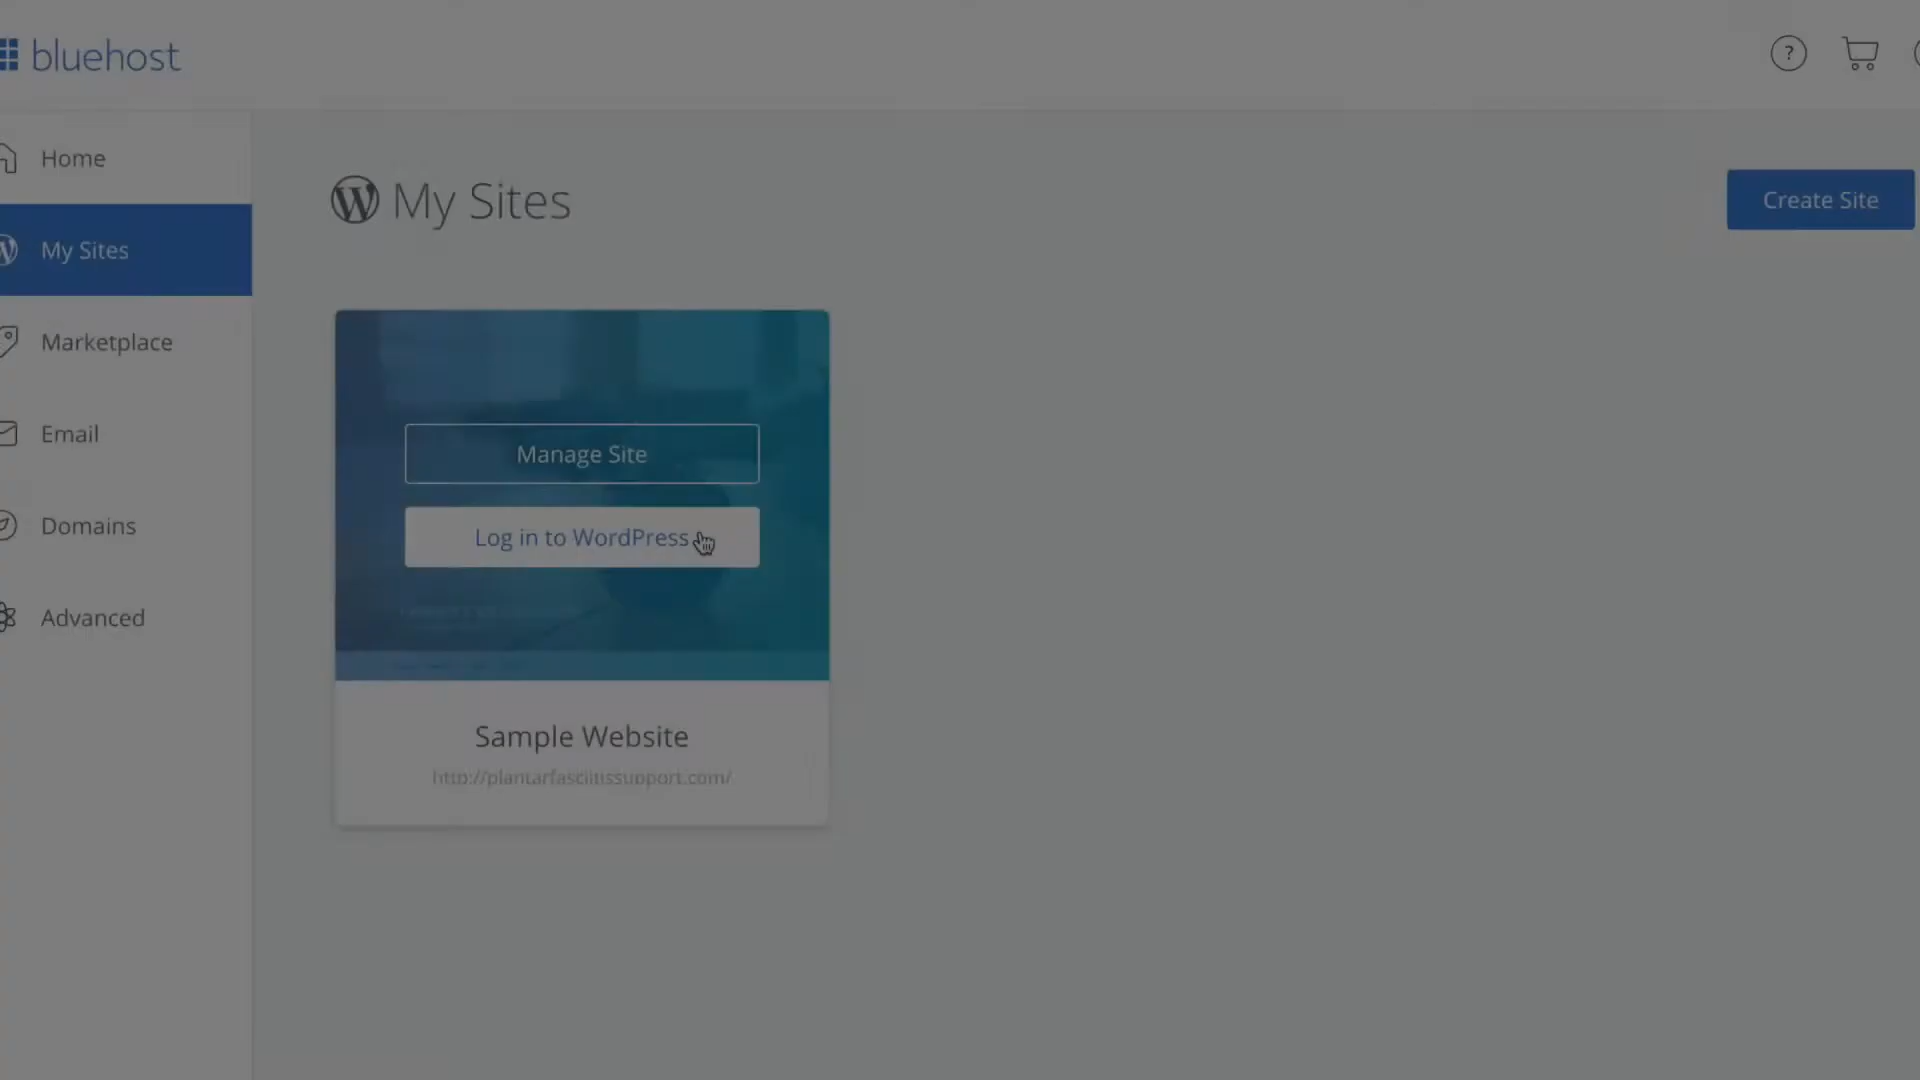 bluehost
?
Home
My Sites
Create Site
My Sites
Marketplace
Manage Site
Email
Log in to WordPress
Domains
Advanced
Sample Website
http://plantarfasciitissupport.com/